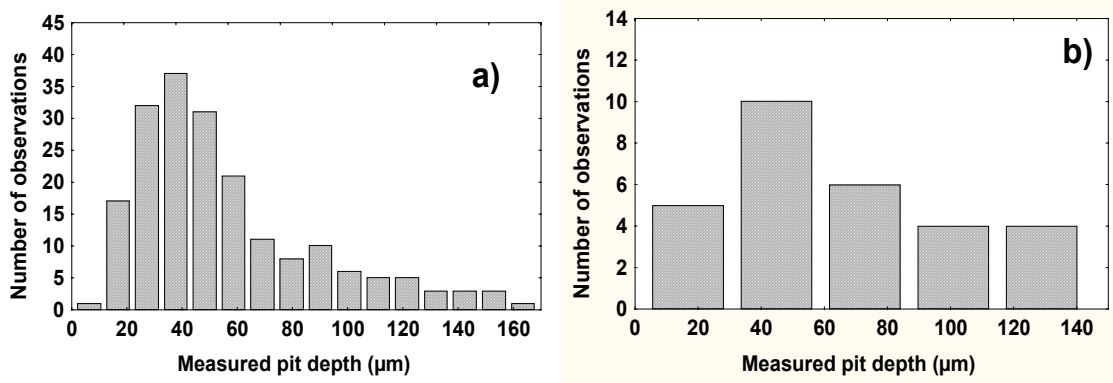 45
40
35
30
25
20
15
10
5
0
Number of observations
a)
0 20 40 60 80 100 120 140 160
Measured pit depth (µm)
14
12
10
8
6
4
2
0
Number of observations
b)
20 40 60 80 100 120 140
Measured pit depth (µm)